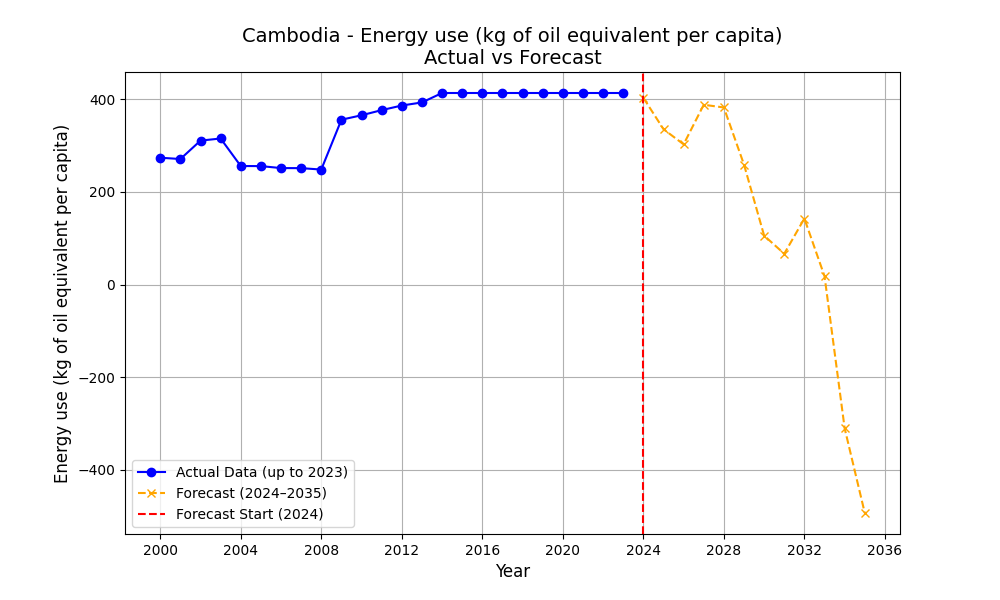 Cambodia - Energy use (kg of oil equivalent per capita)
Actual vs Forecast
Energy use (kg of oil equivalent per capita)
400
200
0
−200
−400
Actual Data (up to 2023)
Forecast (2024–2035)
Forecast Start (2024)
2000 2004 2008 2012 2016 2020 2024 2028 2032 2036
Year